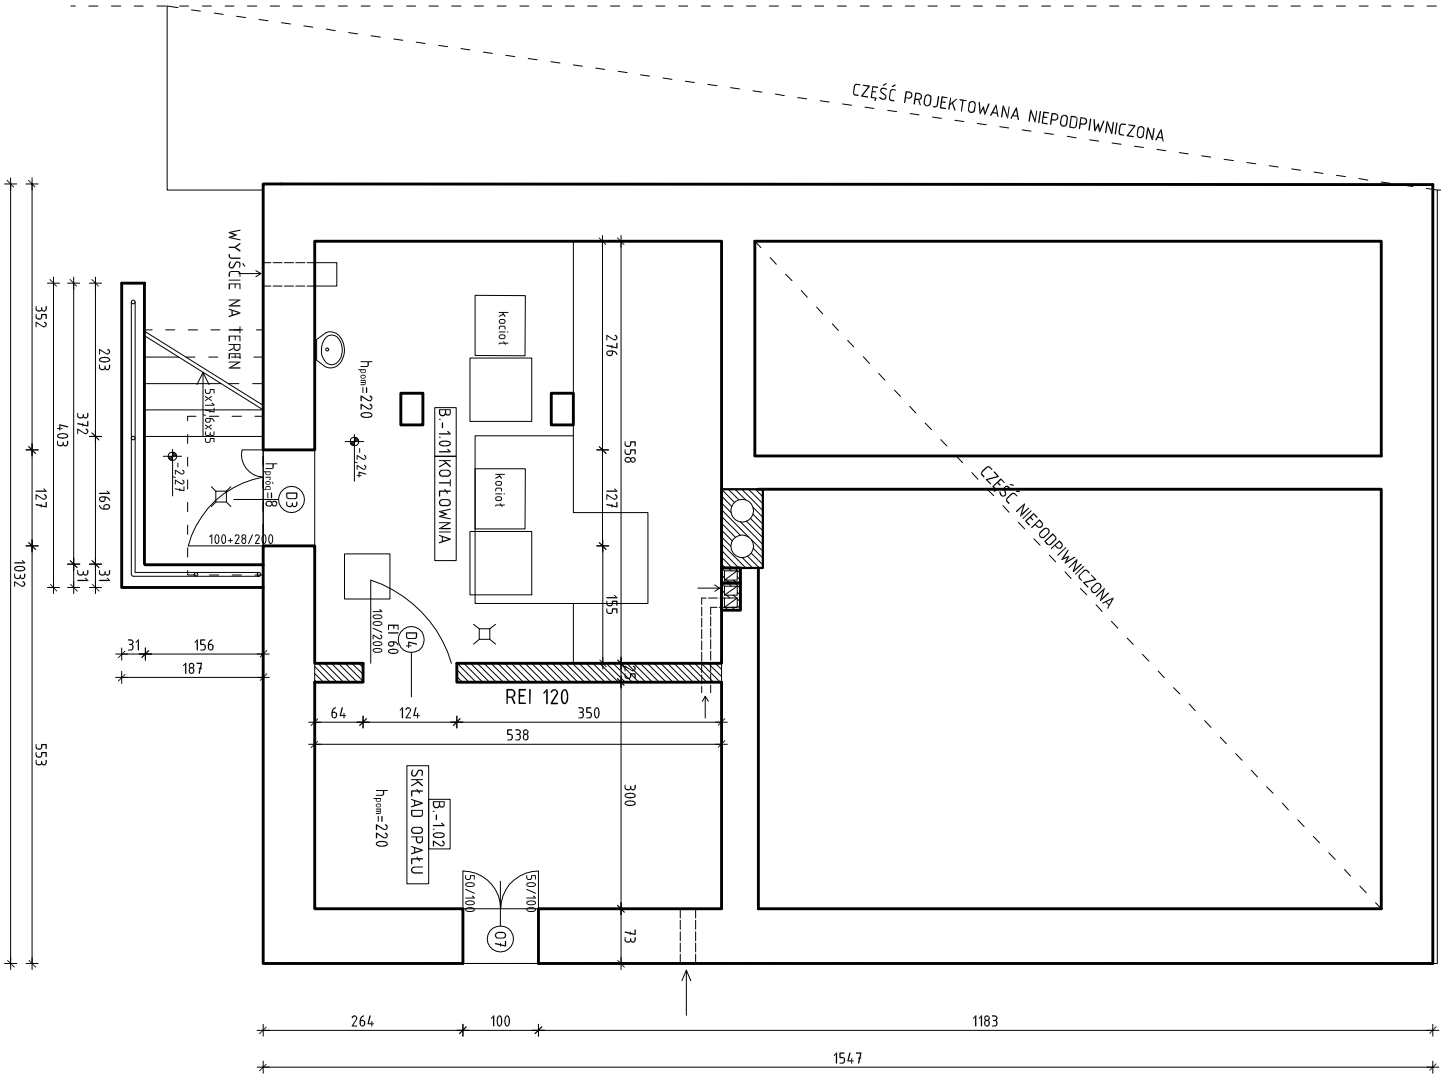 CZĘŚĆ PROJEKTOWANA NIEPODPIWNICZONA
WYJŚCIE NA TEREN
352
203
372
403
127
169
1032
31
31
553
5x17,6x35
-2,27
hpróg=8
D3
100+28/200
31
156
187
kocioł
hpom=220
-2,24
B.-1.01 KOTŁOWNIA
kocioł
276
558
127
155
25
100/200
EI 60
D4
REI 120
64
124
350
538
300
B.-1.02
SKŁAD OPAŁU
hpom=220
50/100
50/100
O7
73
CZĘŚĆ NIEPODPIWNICZONA
264
100
1183
1547